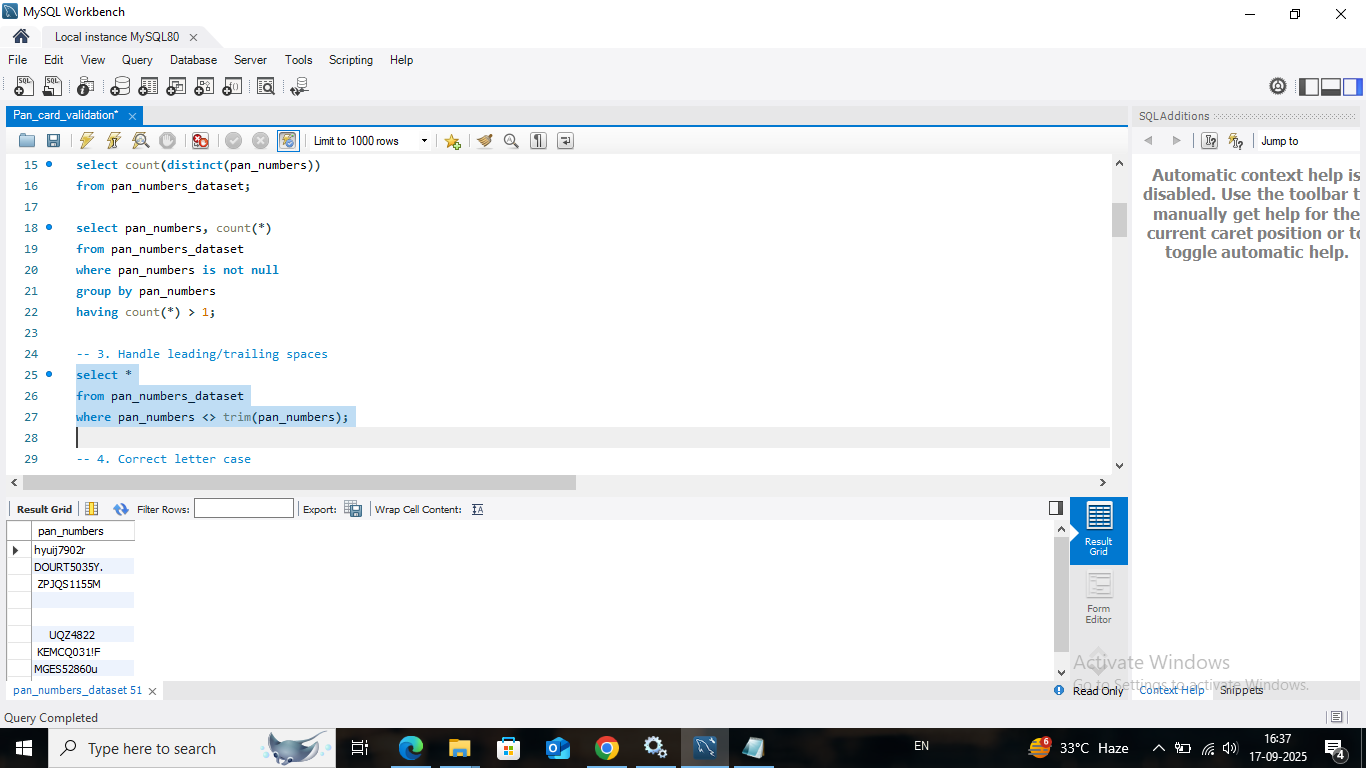 MySQL Workbench
Local instance MySQL80
File Edit View Query Database Server Tools Scripting Help
Pan_card_validation*
SQLAdditions
Limit to 1000 rows
Jump to
15 select count(distinct(pan_numbers))
16 from pan_numbers_dataset;
17
18 select pan_numbers, count(*)
19 from pan_numbers_dataset
20 where pan_numbers is not null
21 group by pan_numbers
22 having count(*) > 1;
23
24 -- 3. Handle leading/trailing spaces
25 select *
26 from pan_numbers_dataset
27 where pan_numbers <> trim(pan_numbers);
28
29 -- 4. Correct letter case
Automatic context help is
disabled. Use the toolbar t
manually get help for the
current caret position or to
toggle automatic help.
Result Grid Filter Rows: Export: Wrap Cell Content:
pan_numbers
hyuij7902r
DOURT5035Y.
ZPJQS1155M
UQZ4822
KEMCQ031!F
MGES52860u
Result
Grid
Form
Editor
Activate Windows
Go to Settings to activate Windows.
pan_numbers_dataset 51
Read Only
Context Help Snippets
Query Completed
Type here to search
EN
6
33°C Haze
16:37
17-09-2025
4